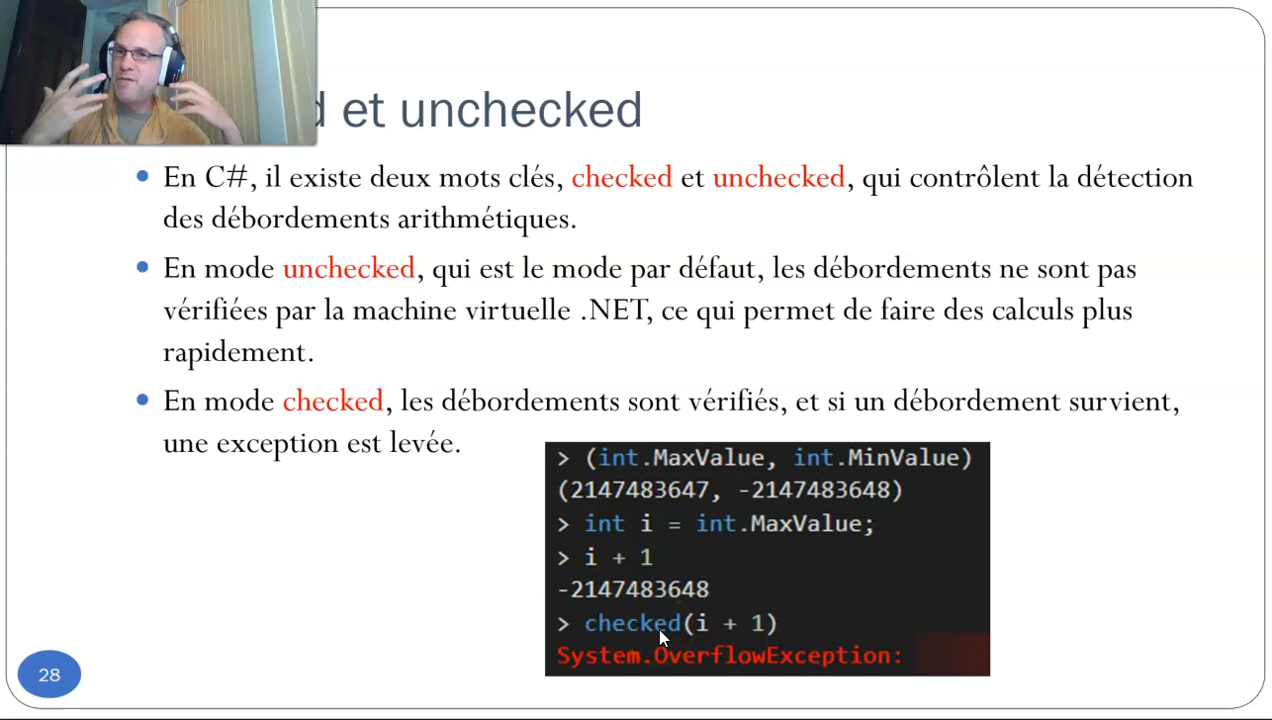 et unchecked
En C#, il existe deux mots clés, checked et unchecked, qui contrôlent la détection
des débordements arithmétiques.
En mode unchecked, qui est le mode par défaut, les débordements ne sont pas
vérifiées par la machine virtuelle .NET, ce qui permet de faire des calculs plus
rapidement.
En mode checked, les débordements sont vérifiés, et si un débordement survient,
une exception est levée.
> (int.MaxValue, int.MinValue)
(2147483647, -2147483648)
> int i = int.MaxValue;
> i + 1
-2147483648
> checked(i + 1)
System.OverflowException:
28